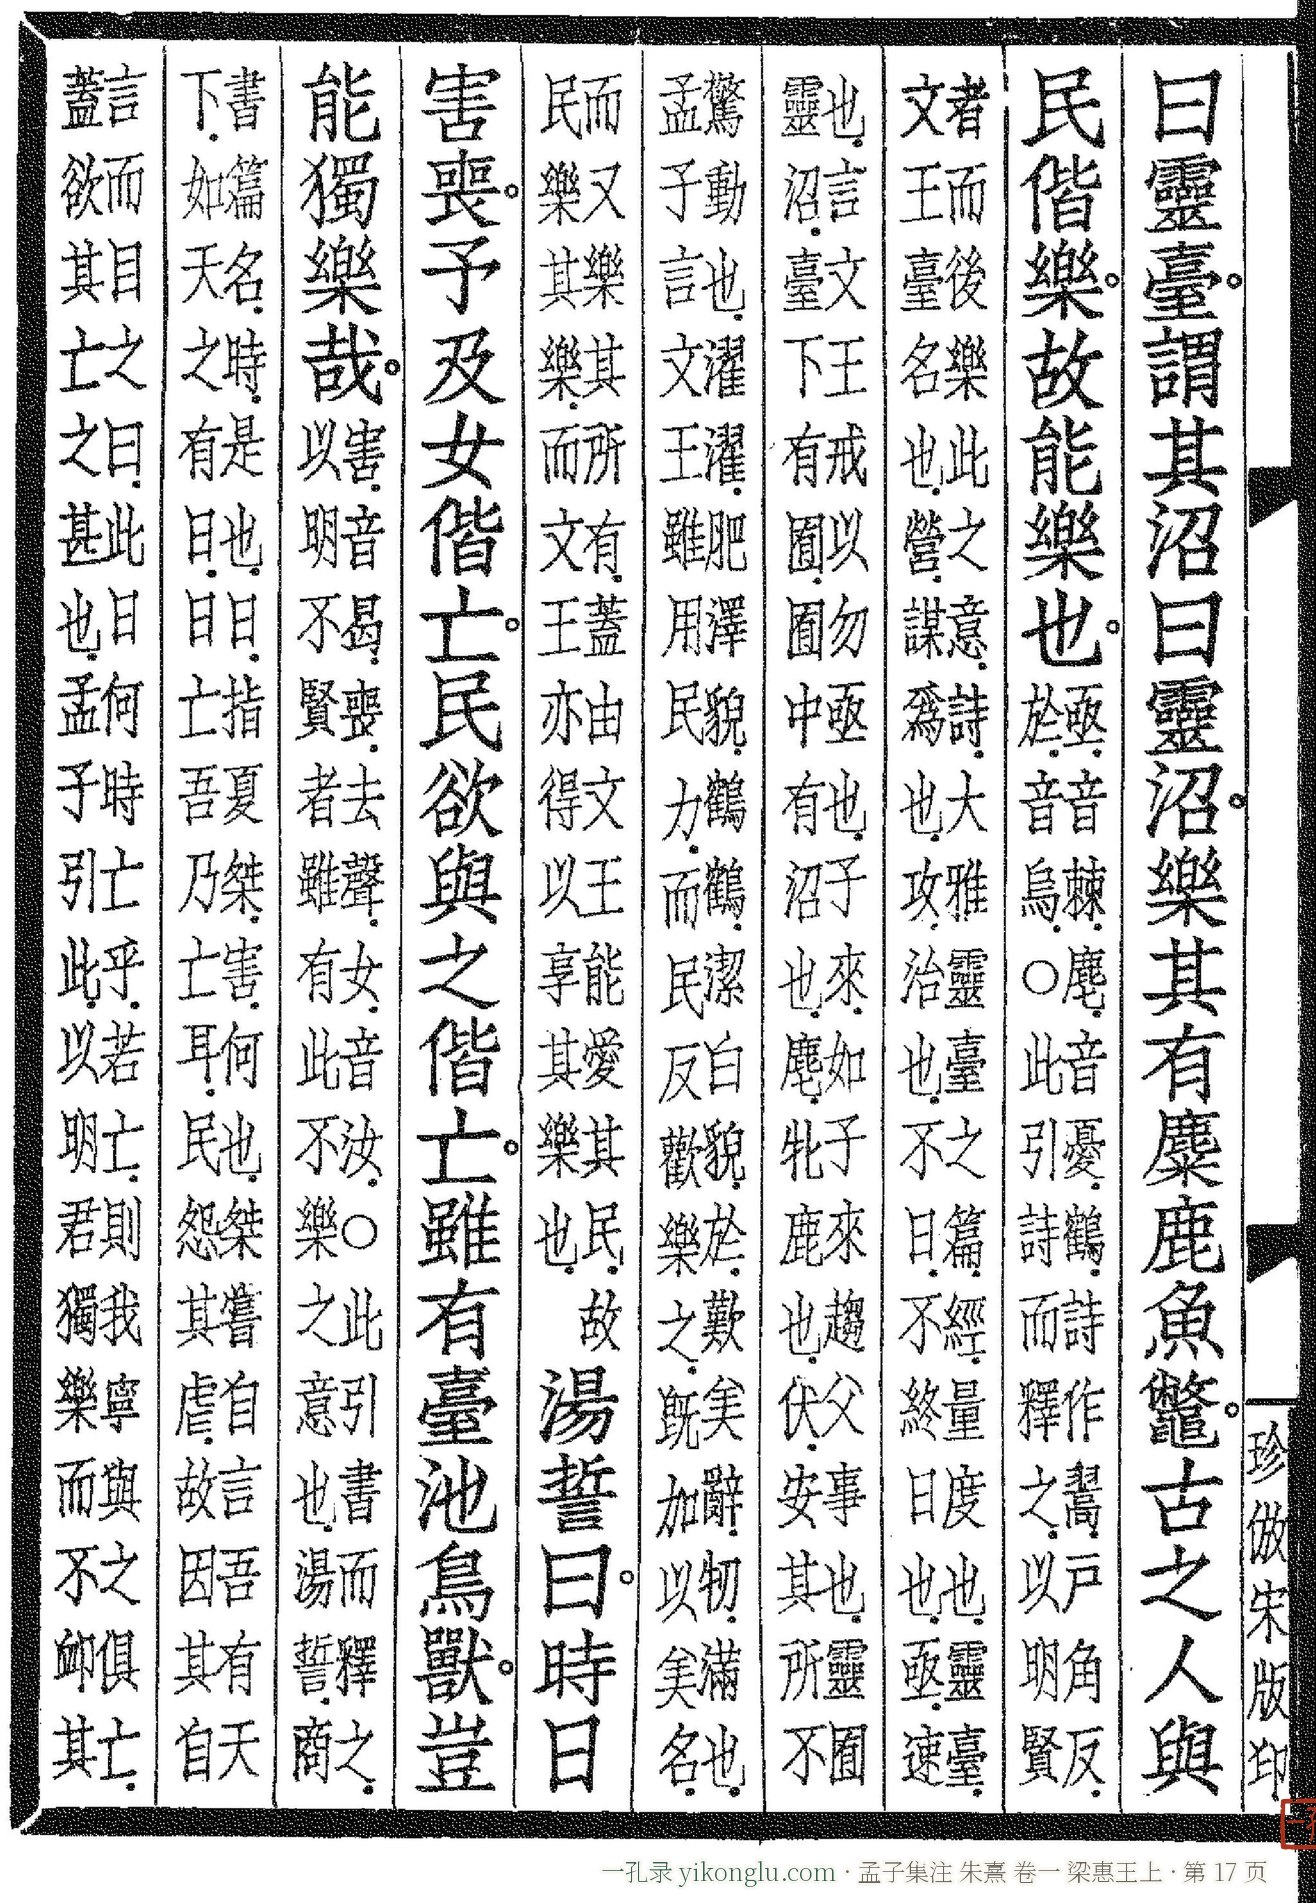 珍倣宋版印
曰靈臺。謂其沼曰靈沼。樂其有麋鹿魚鼈。古之人與
民偕樂。故能樂也。
亟.音棘.麀.音憂.鶴.詩作翯.戶角反.
於.音烏.○此引詩而釋之.以明賢
者而後樂此之意.詩.大雅靈臺之篇.經.量度也.靈臺.
文王臺名也.營.謀爲也.攻.治也.不日.不終日也.亟.速
也.言文王戒以勿亟也.子來.如子來趨父事也.靈囿
靈沼.臺下有囿.囿中有沼也.麀.牝鹿也.伏.安其所不
驚動也.濯濯.肥澤貌.鶴鶴.潔白貌.於.歎美辭.牣.滿也.
孟子言文王雖用民力.而民反歡樂之.既加以美名.
而又樂其所有.蓋由文王能愛其民.故
民樂其樂.而文王亦得以享其樂也.
湯誓曰。時日
害喪。予及女偕亡。民欲與之偕亡。雖有臺池鳥獸。豈
能獨樂哉。
害.音曷.喪.去聲.女.音汝.○此引書而釋之.
以明不賢者雖有此不樂之意也.湯誓.商
書篇名.時.是也.日.指夏桀.害.何也.桀嘗自言吾有天
下.如天之有日.日亡吾乃亡耳.民怨其虐.故因其自
言而目之曰.此日何時亡乎.若亡.則我寧與之俱亡.
蓋欲其亡之甚也.孟子引此.以明君獨樂而不卹其
一孔录 yikonglu.com · 孟子集注 朱熹 卷一 梁惠王上 · 第 17 页